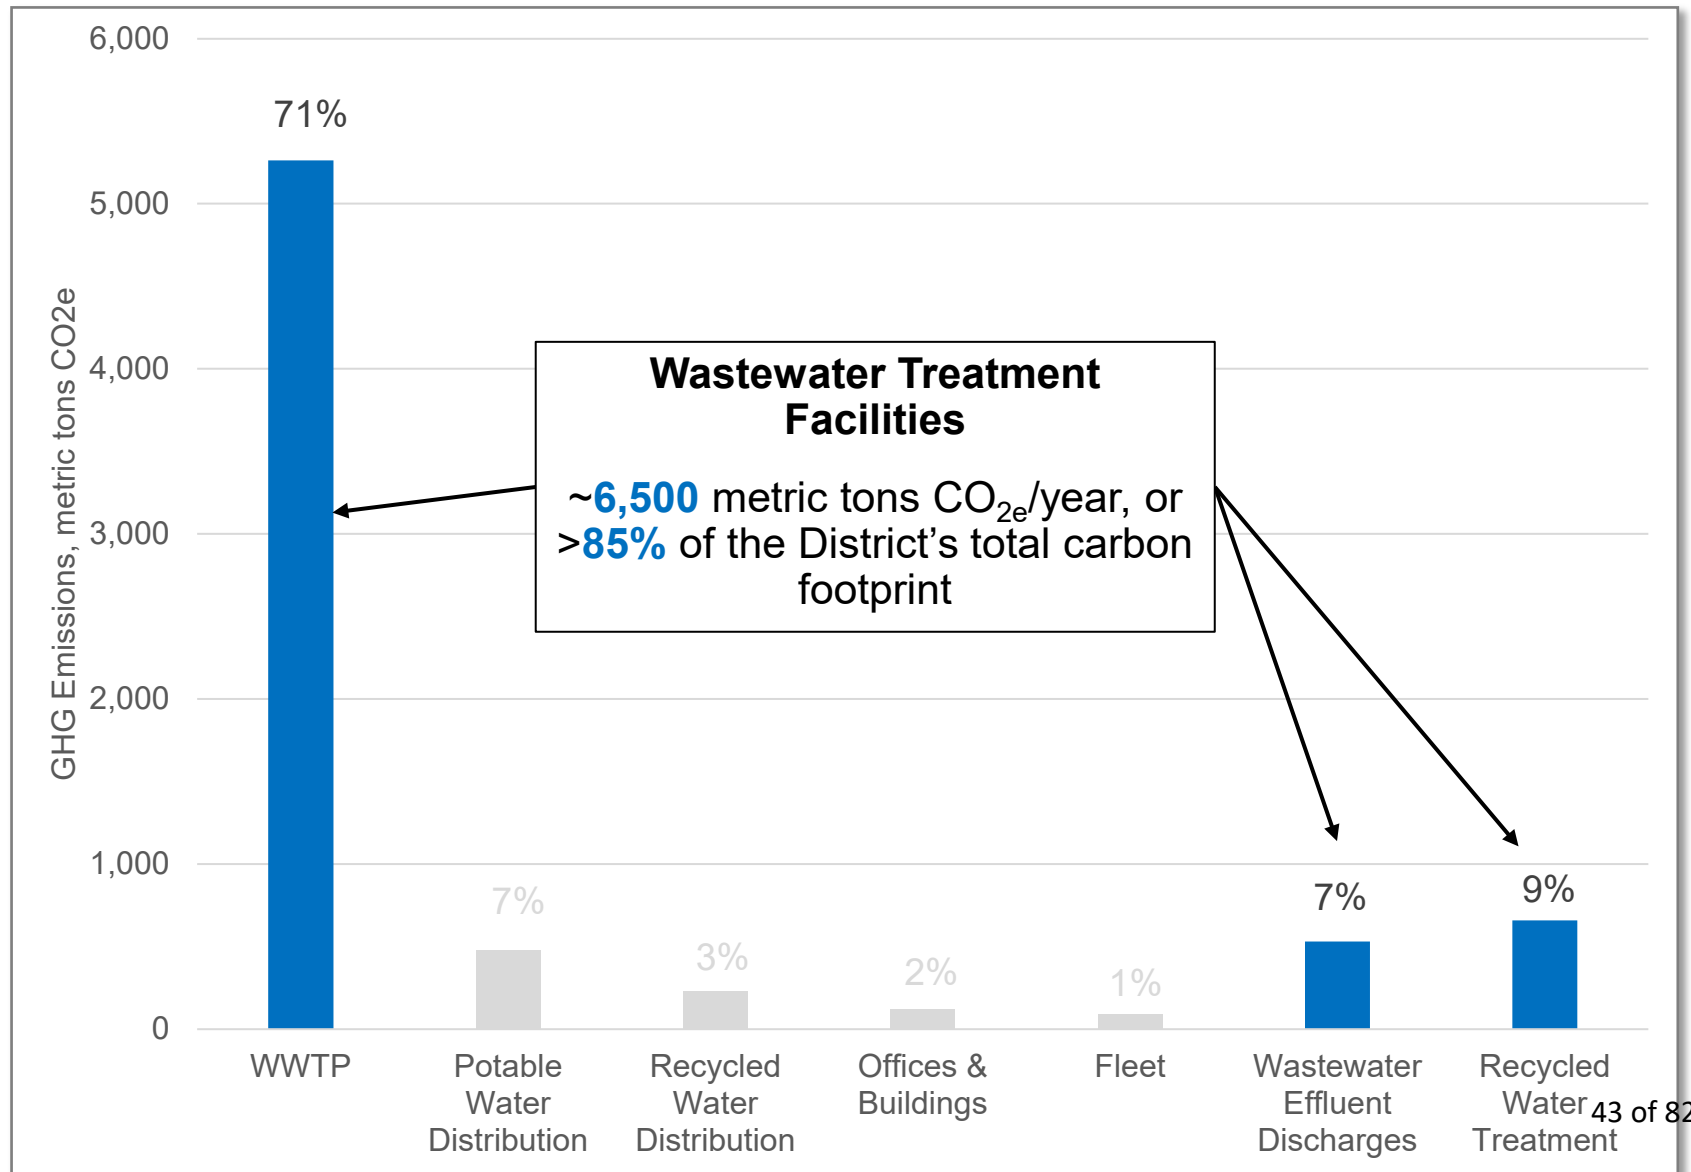 6,000
71%
5,000
4,000
3,000
2,000
1,000
0
GHG Emissions, metric tons CO2e
Wastewater Treatment
Facilities
~6,500 metric tons CO2e/year, or
>85% of the District’s total carbon
footprint
7%
3%
2%
1%
7%
9%
WWTP
Potable
Water
Distribution
Recycled
Water
Distribution
Offices &
Buildings
Fleet
Wastewater
Effluent
Discharges
Recycled
Water
Treatment
43 of 82